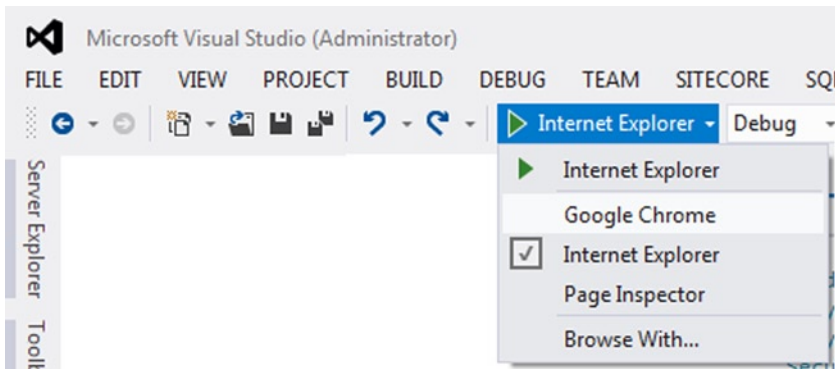 Microsoft Visual Studio (Administrator)
FILE EDIT VIEW PROJECT BUILD DEBUG TEAM SITECORE
Internet Explorer Debug
Internet Explorer
Google Chrome
Internet Explorer
Page Inspector
Browse With...
Server Explorer